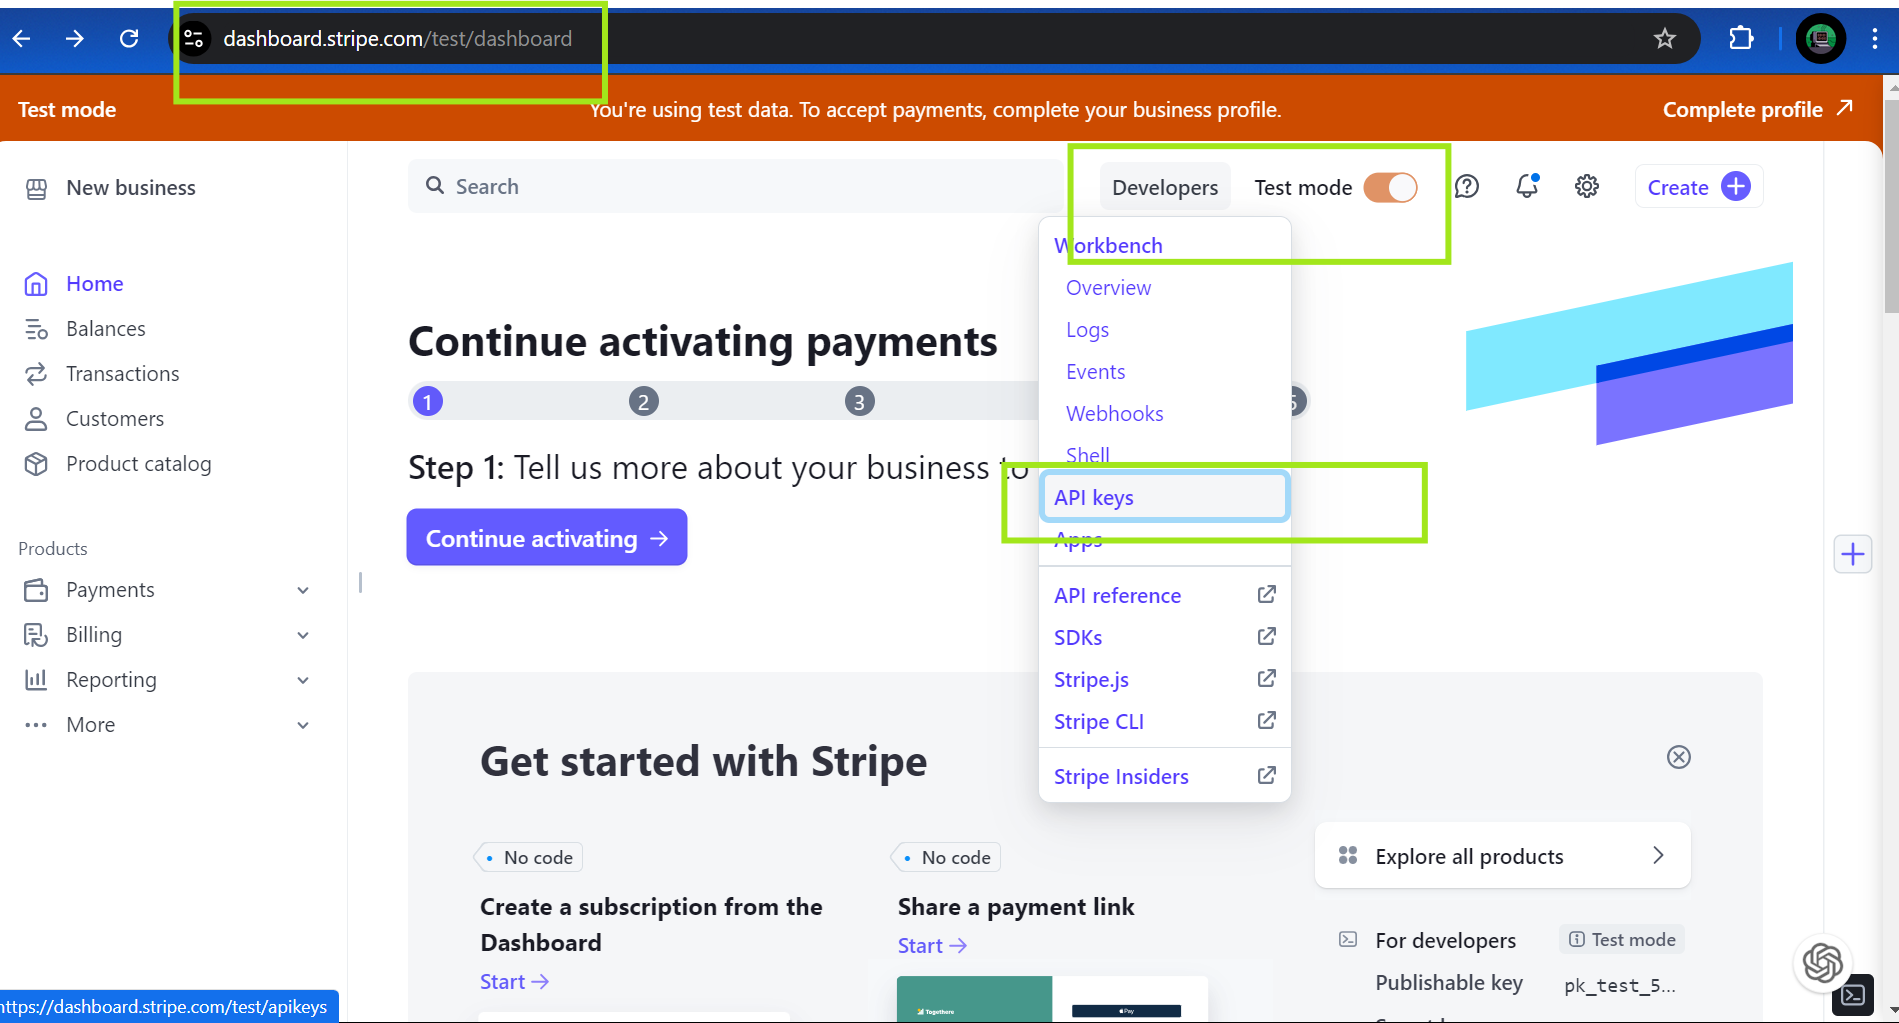 dashboard.stripe.com/test/dashboard
Test mode
You're using test data. To accept payments, complete your business profile.
Complete profile
New business
Search
Developers
Test mode
Create
Workbench
Overview
Logs
Events
Webhooks
Shell
API keys
Apps
API reference
SDKs
Stripe.js
Stripe CLI
Stripe Insiders
Home
Balances
Transactions
Customers
Product catalog
Products
Payments
Billing
Reporting
More
Continue activating payments
1 2 3 5
Step 1: Tell us more about your business to
Continue activating →
Get started with Stripe
No code
Create a subscription from the
Dashboard
Start →
No code
Share a payment link
Start →
Togethere
Pay
Explore all products
For developers
Test mode
Publishable key
pk_test_5...
https://dashboard.stripe.com/test/apikeys